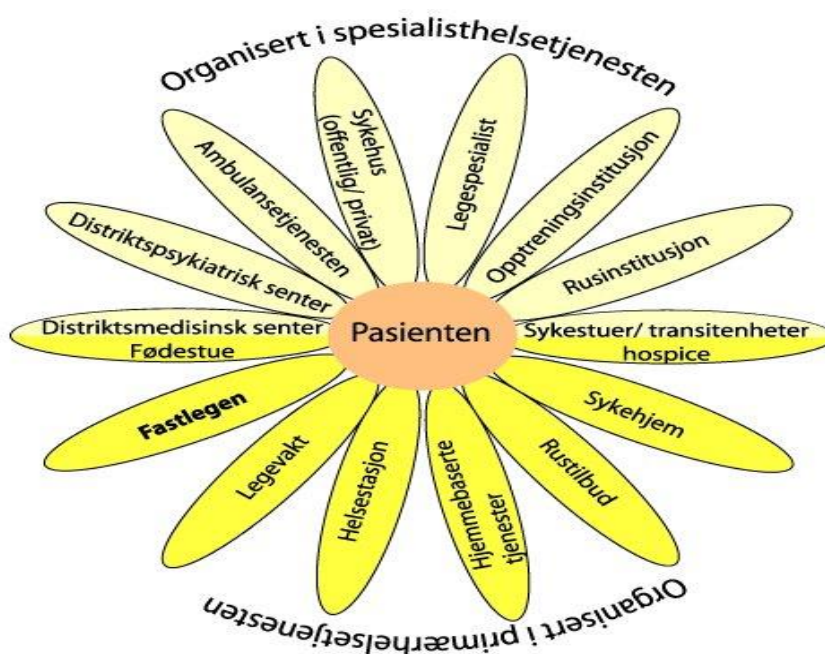 Organisert i spesialisthelsetjenesten
Sykehus
(offentlig/ privat)
Legespesialist
Ambulansetjenesten
Opptreningsinstitusjon
Distriktspsykiatrisk senter
Rusinstitusjon
Distriktsmedisinsk senter
Fødestue
Pasienten
Sykestuer/ transitenheter
hospice
Fastlegen
Sykehjem
Legevakt
Rustilbud
Helsestasjon
Hjemmebaserte
tjenester
Organisert i primærhelsetjenesten